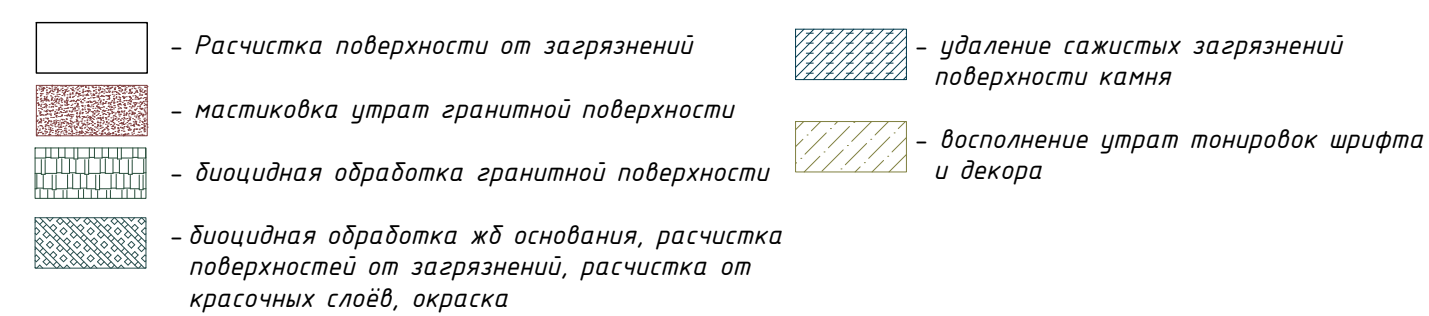 - Расчистка поверхности от загрязнений
- мастиковка утрат гранитной поверхности
- биоцидная обработка гранитной поверхности
- биоцидная обработка жб основания, расчистка
поверхностей от загрязнений, расчистка от
красочных слоёв, окраска
- удаление сажистых загрязнений
поверхности камня
- восполнение утрат тонировок шрифта
и декора